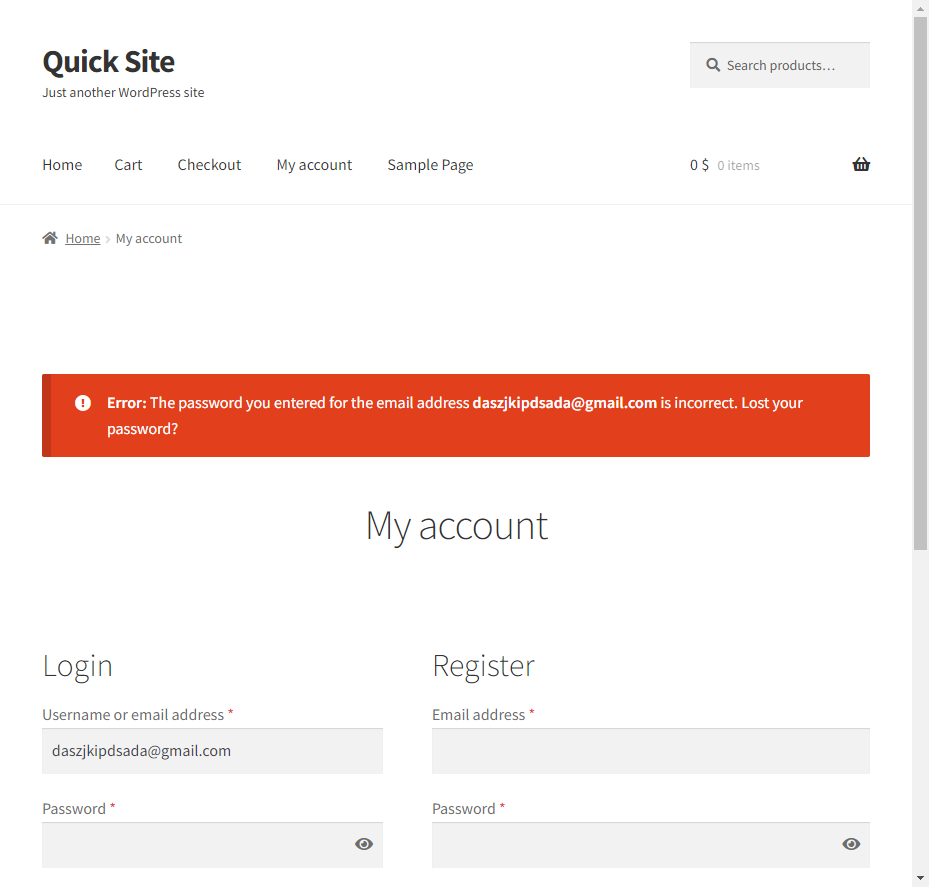 Quick Site
Just another WordPress site
Search products…
Home Cart Checkout My account Sample Page
0 $ 0 items
Home > My account
Error: The password you entered for the email address daszjkipdsada@gmail.com is incorrect. Lost your
password?
My account
Login
Username or email address *
daszjkipdsada@gmail.com
Password *
Register
Email address *
Password *